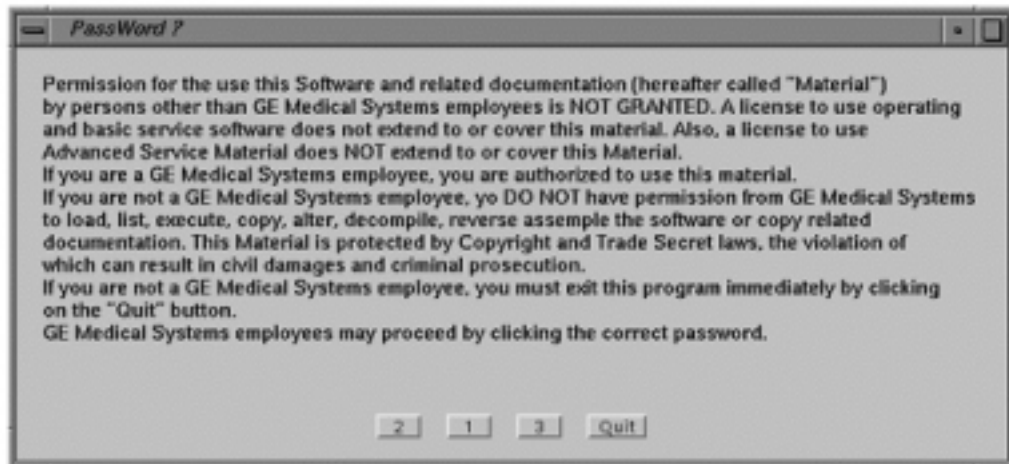 PassWord ?
Permission for the use this Software and related documentation (hereafter called "Material")
by persons other than GE Medical Systems employees is NOT GRANTED. A license to use operating
and basic service software does not extend to or cover this material. Also, a license to use
Advanced Service Material does NOT extend to or cover this Material.
If you are a GE Medical Systems employee, you are authorized to use this material.
If you are not a GE Medical Systems employee, yo DO NOT have permission from GE Medical Systems
to load, list, execute, copy, alter, decompile, reverse assemple the software or copy related
documentation. This Material is protected by Copyright and Trade Secret laws, the violation of
which can result in civil damages and criminal prosecution.
If you are not a GE Medical Systems employee, you must exit this program immediately by clicking
on the "Quit" button.
GE Medical Systems employees may proceed by clicking the correct password.
2 1 3 Quit